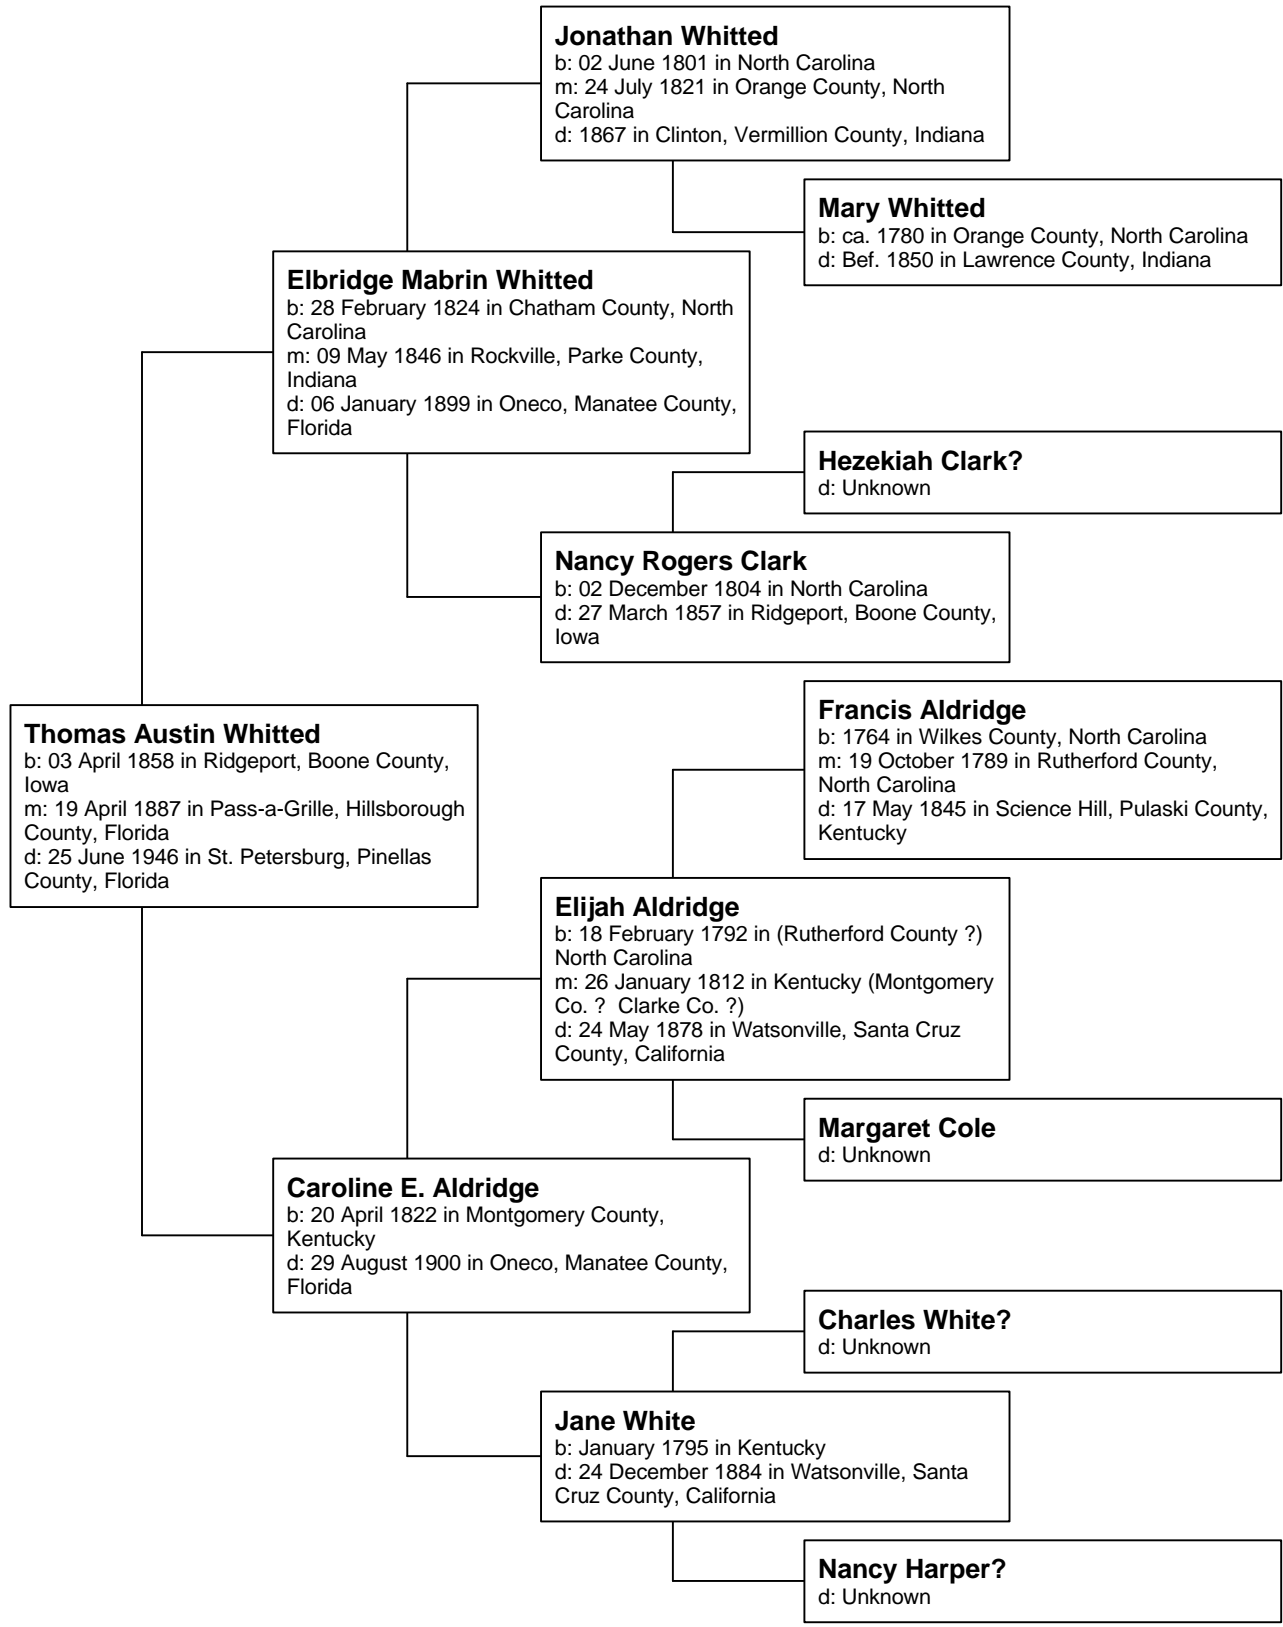 Jonathan Whitted
b: 02 June 1801 in North Carolina
m: 24 July 1821 in Orange County, North
Carolina
d: 1867 in Clinton, Vermillion County, Indiana
Mary Whitted
b: ca. 1780 in Orange County, North Carolina
d: Bef. 1850 in Lawrence County, Indiana
Elbridge Mabrin Whitted
b: 28 February 1824 in Chatham County, North
Carolina
m: 09 May 1846 in Rockville, Parke County,
Indiana
d: 06 January 1899 in Oneco, Manatee County,
Florida
Hezekiah Clark?
d: Unknown
Nancy Rogers Clark
b: 02 December 1804 in North Carolina
d: 27 March 1857 in Ridgeport, Boone County,
Iowa
Thomas Austin Whitted
b: 03 April 1858 in Ridgeport, Boone County,
Iowa
m: 19 April 1887 in Pass-a-Grille, Hillsborough
County, Florida
d: 25 June 1946 in St. Petersburg, Pinellas
County, Florida
Francis Aldridge
b: 1764 in Wilkes County, North Carolina
m: 19 October 1789 in Rutherford County,
North Carolina
d: 17 May 1845 in Science Hill, Pulaski County,
Kentucky
Elijah Aldridge
b: 18 February 1792 in (Rutherford County ?)
North Carolina
m: 26 January 1812 in Kentucky (Montgomery
Co. ?  Clarke Co. ?)
d: 24 May 1878 in Watsonville, Santa Cruz
County, California
Margaret Cole
d: Unknown
Caroline E. Aldridge
b: 20 April 1822 in Montgomery County,
Kentucky
d: 29 August 1900 in Oneco, Manatee County,
Florida
Charles White?
d: Unknown
Jane White
b: January 1795 in Kentucky
d: 24 December 1884 in Watsonville, Santa
Cruz County, California
Nancy Harper?
d: Unknown